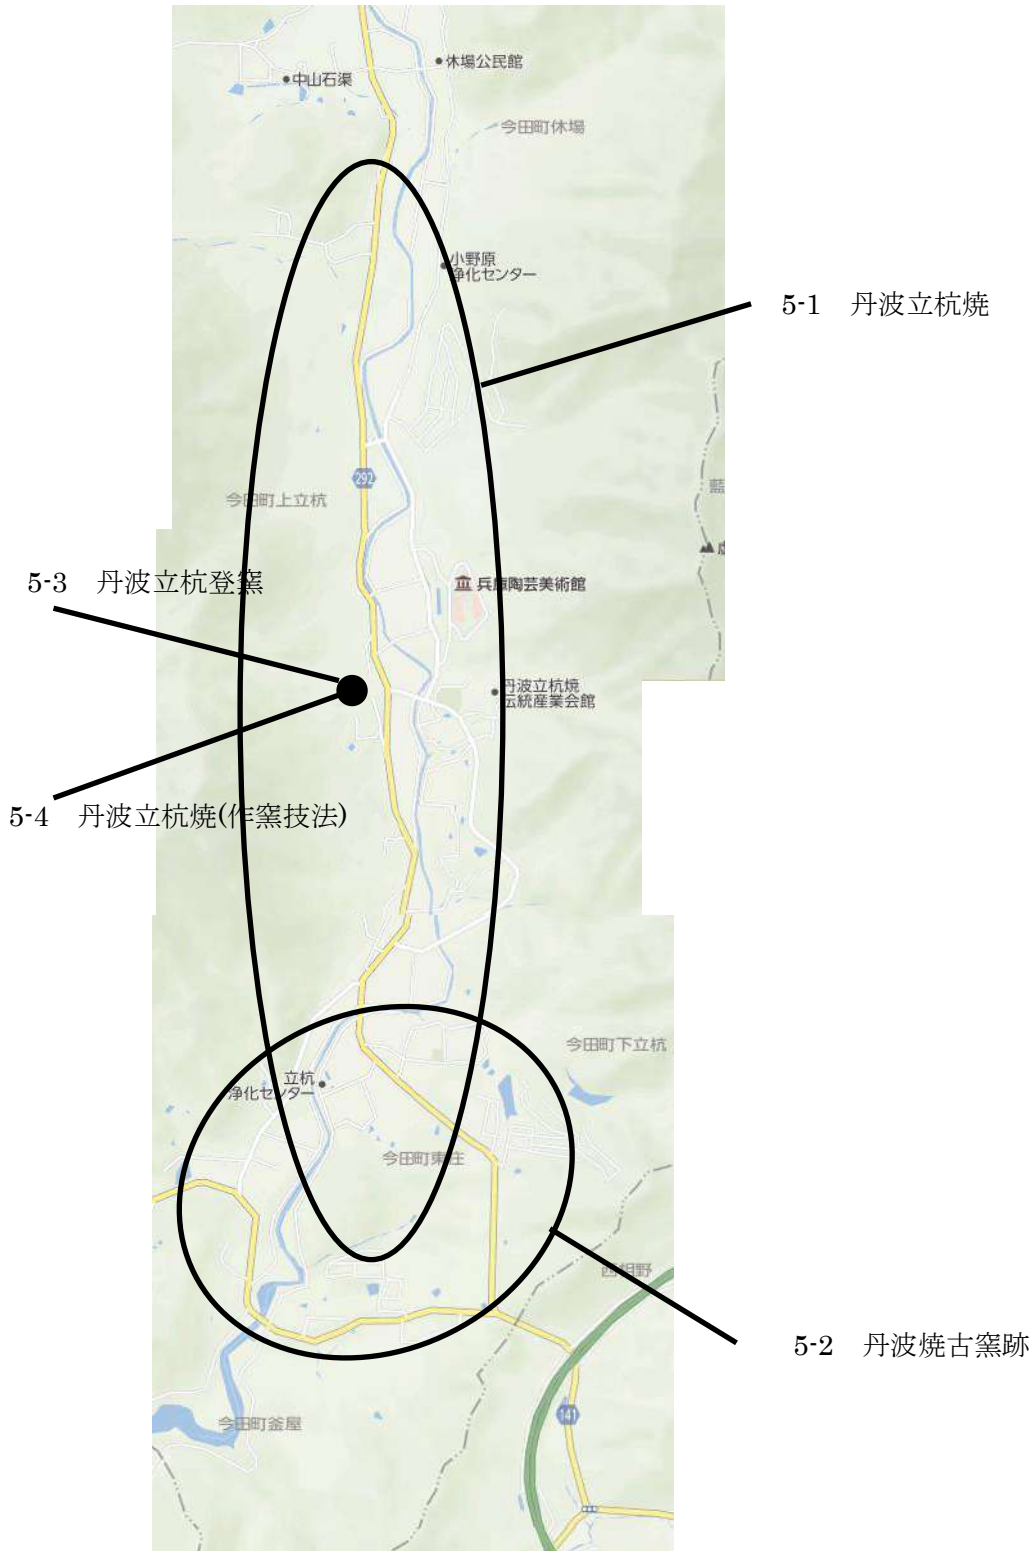 休場公民館
中山石渠
今田町休場
小野原
浄化センター
5-1 丹波立杭焼
292
今田町上立杭
藍
虚
5-3 丹波立杭登窯
兵庫陶芸美術館
丹波立杭焼
伝統産業会館
5-4 丹波立杭焼(作窯技法)
今田町下立杭
立杭
浄化センター
今田町東庄
西相野
5-2 丹波焼古窯跡
141
今田町釜屋